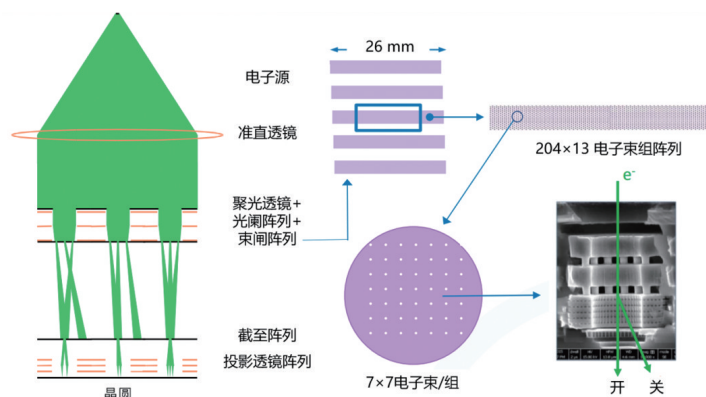 电子源
准直透镜
聚光透镜+
光阑阵列+
束闸阵列
截至阵列
投影透镜阵列
晶圆
26 mm
204×13 电子束组阵列
7×7电子束/组
e-
开
关